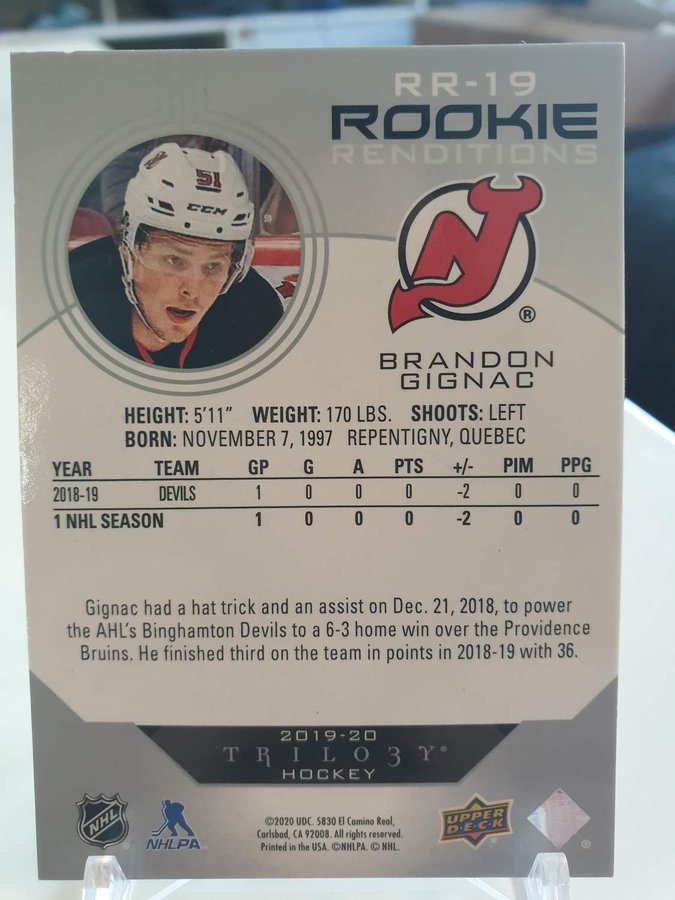 RR-19
ROOKIE
RENDITIONS
51
CCM
®
BRANDON
GIGNAC
HEIGHT: 5'11" WEIGHT: 170 LBS. SHOOTS: LEFT
BORN: NOVEMBER 7, 1997 REPENTIGNY, QUEBEC
YEAR TEAM GP G A PTS +/- PIM PPG
2018-19 DEVILS 1 0 0 0 -2 0 0
1 NHL SEASON 1 0 0 0 -2 0 0
Gignac had a hat trick and an assist on Dec. 21, 2018, to power
the AHL's Binghamton Devils to a 6-3 home win over the Providence
Bruins. He finished third on the team in points in 2018-19 with 36.
2019-20
TRILO3Y®
HOCKEY
NHL
NHLPA
©2020 UDC. 5830 El Camino Real,
Carlsbad, CA 92008. All rights reserved.
Printed in the USA. ©NHLPA. © NHL.
UPPER
DECK
®